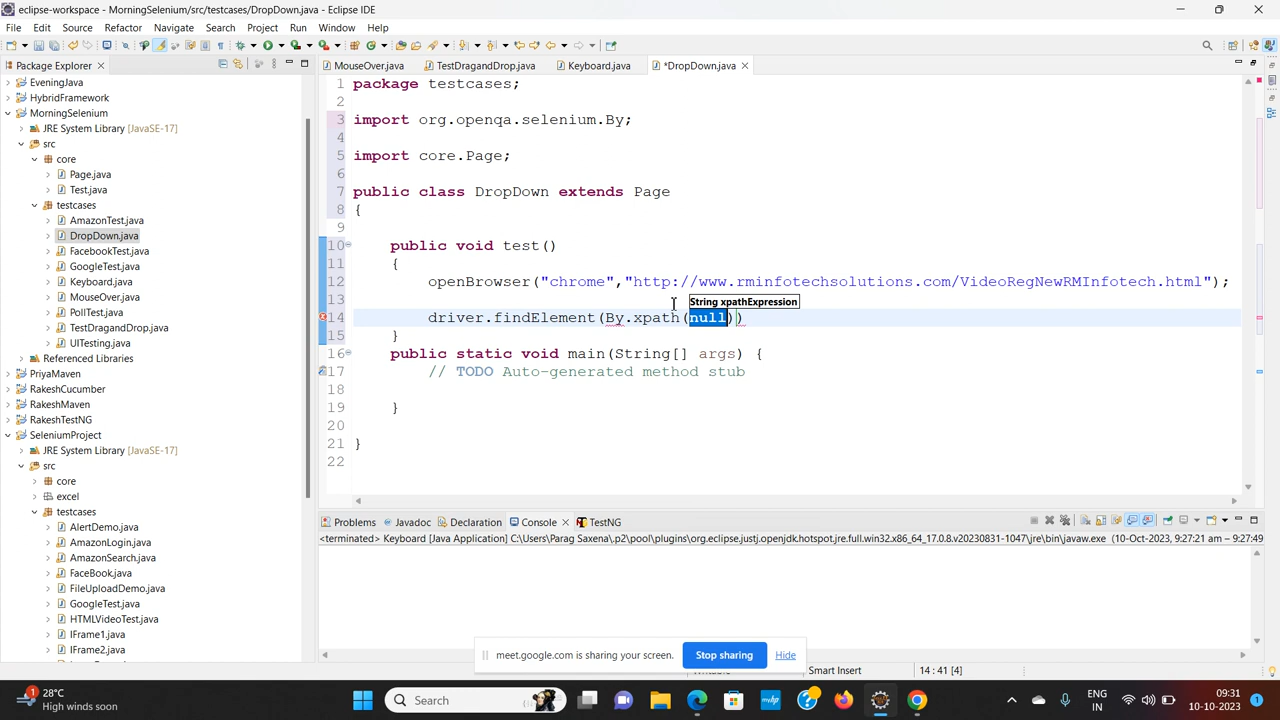 eclipse-workspace - MorningSelenium/src/testcases/DropDown.java - Eclipse IDE
File Edit Source Refactor Navigate Search Project Run Window Help
Package Explorer
EveningJava
HybridFramework
MorningSelenium
JRE System Library [JavaSE-17]
src
core
Page.java
Test.java
testcases
AmazonTest.java
DropDown.java
FacebookTest.java
GoogleTest.java
Keyboard.java
MouseOver.java
PollTest.java
TestDragandDrop.java
UITesting.java
Referenced Libraries
PriyaMaven
RakeshCucumber
RakeshMaven
RakeshTestNG
SeleniumProject
JRE System Library [JavaSE-17]
src
core
excel
testcases
AlertDemo.java
AmazonLogin.java
AmazonSearch.java
FaceBook.java
FileUploadDemo.java
GoogleTest.java
HTMLVideoTest.java
IFrame1.java
IFrame2.java
MouseOver.java TestDragandDrop.java Keyboard.java *DropDown.java
1 package testcases;
2
3 import org.openqa.selenium.By;
4
5 import core.Page;
6
7 public class DropDown extends Page
8 {
9
10 public void test()
11 {
12 openBrowser("chrome","http://www.rminfotechsolutions.com/VideoRegNewRMInfotech.html");
13 String xpathExpression
14 driver.findElement(By.xpath(null))
15 }
16 public static void main(String[] args) {
17 // TODO Auto-generated method stub
18
19 }
20
21 }
22
Problems Javadoc Declaration Console TestNG
<terminated> Keyboard [Java Application] C:\Users\Parag Saxena\.p2\pool\plugins\org.eclipse.justj.openjdk.hotspot.jre.full.win32.x86_64_17.0.8.v20230831-1047\jre\bin\javaw.exe (10-Oct-2023, 9:27:21 am – 9:27:49
meet.google.com is sharing your screen. Stop sharing Hide
Smart Insert 14 : 41 [4]
28°C
High winds soon
Search
ENG
IN
09:31
10-10-2023